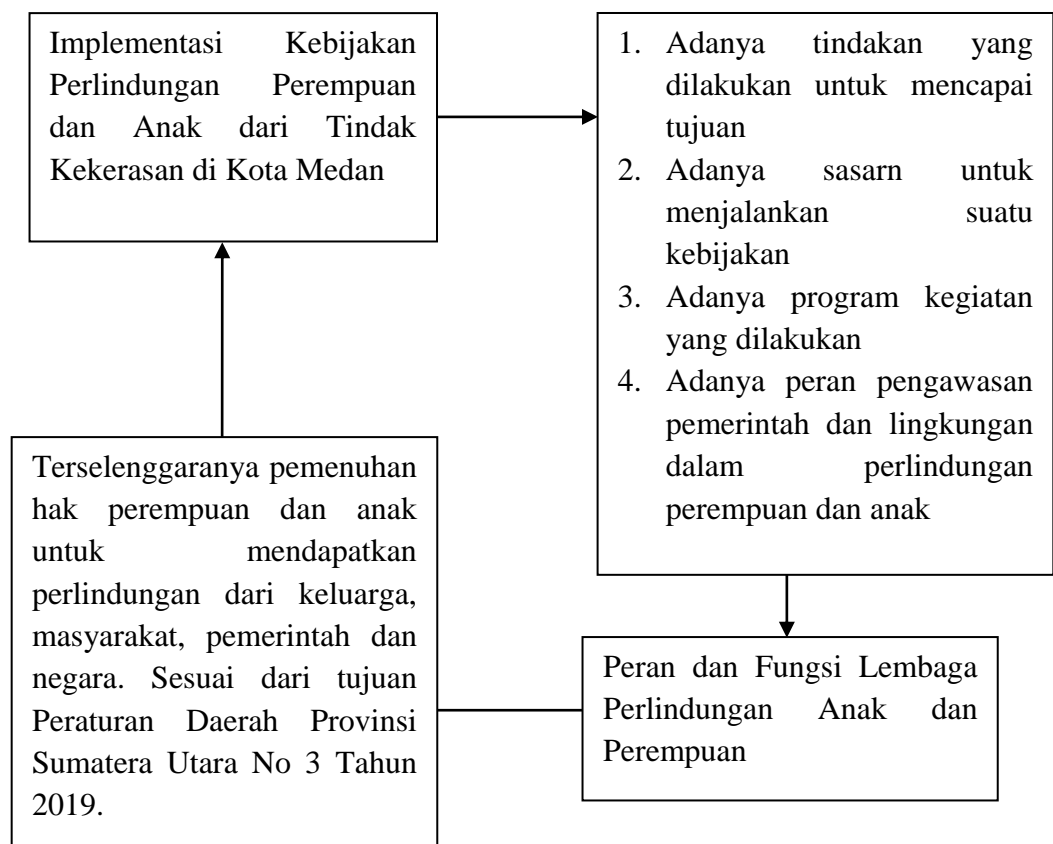 Implementasi Kebijakan
Perlindungan Perempuan
dan Anak dari Tindak
Kekerasan di Kota Medan
1. Adanya tindakan yang
dilakukan untuk mencapai
tujuan
2. Adanya sasarn untuk
menjalankan suatu
kebijakan
3. Adanya program kegiatan
yang dilakukan
4. Adanya peran pengawasan
pemerintah dan lingkungan
dalam perlindungan
perempuan dan anak
Peran dan Fungsi Lembaga
Perlindungan Anak dan
Perempuan
Terselenggaranya pemenuhan
hak perempuan dan anak
untuk mendapatkan
perlindungan dari keluarga,
masyarakat, pemerintah dan
negara. Sesuai dari tujuan
Peraturan Daerah Provinsi
Sumatera Utara No 3 Tahun
2019.